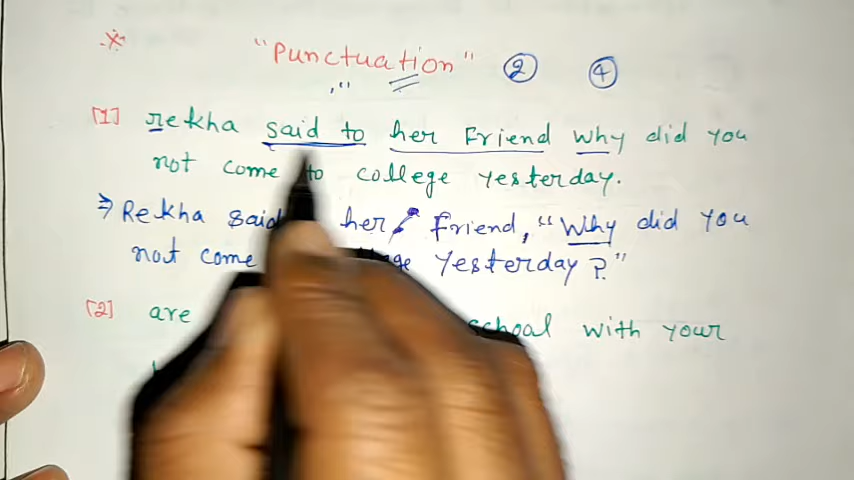 * "Punctuation" ② ④
," "
[1] rekha said to her Friend why did you
not come to college yesterday.
⇒ Rekha said her friend, "Why did you
not come yesterday?"
[2] are school with your